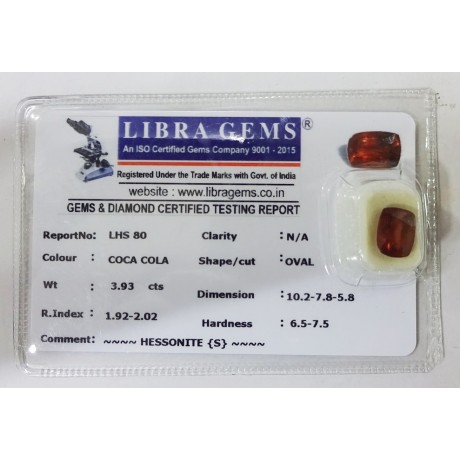 LIBRA GEMS®
An ISO Certified Gems Company 9001 - 2015
Registered Under the Trade Marks with Govt. of India
website : www.libragems.co.in
GEMS & DIAMOND CERTIFIED TESTING REPORT
ReportNo: LHS 80 Clarity : N/A
Colour : COCA COLA Shape/cut : OVAL
Wt : 3.93 cts Dimension : 10.2-7.8-5.8
R.Index : 1.92-2.02 Hardness : 6.5-7.5
Comment: ~~~~ HESSONITE {S} ~~~~